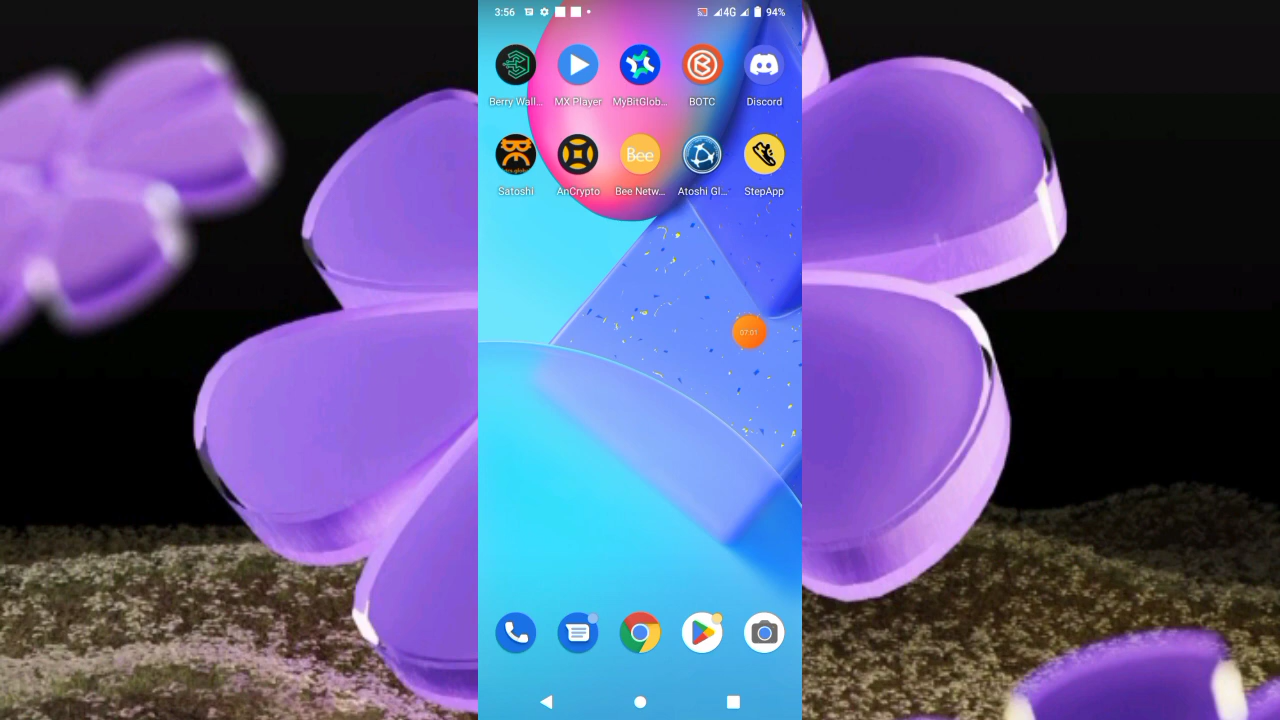 3:56 4G 94%
Berry Wall... MX Player MyBitGlob... BOTC Discord
Bee
Satoshi AnCrypto Bee Netw... Atoshi Gl... StepApp
07:01